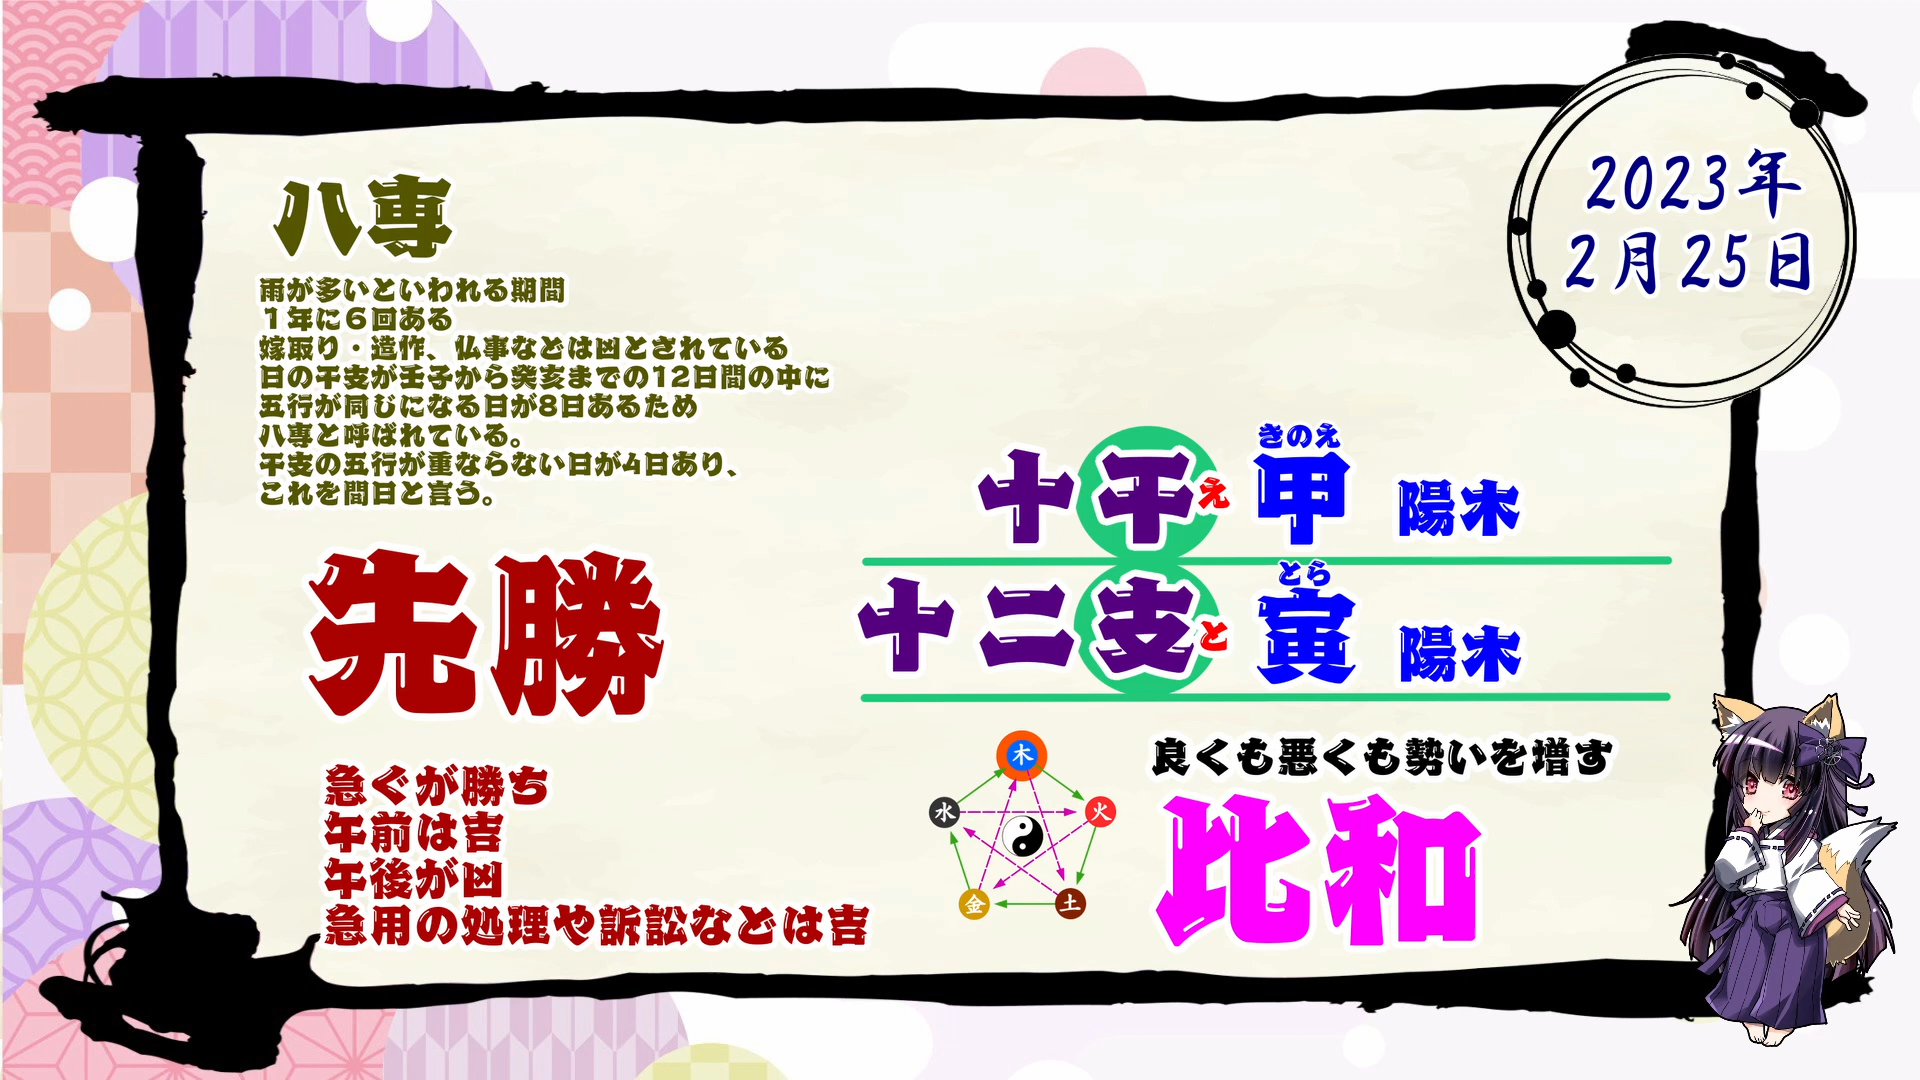 2023年
2月25日
八専
雨が多いといわれる期間
１年に６回ある
嫁取り・造作、仏事などは凶とされている
日の干支が壬子から癸亥までの12日間の中に
五行が同じになる日が8日あるため
八専と呼ばれている。
干支の五行が重ならない日が4日あり、
これを間日と言う。
先勝
急ぐが勝ち
午前は吉
午後が凶
急用の処理や訴訟などは吉
きのえ
十干え 甲 陽木
とら
十二支と 寅 陽木
木
水
火
金
土
良くも悪くも勢いを増す
比和